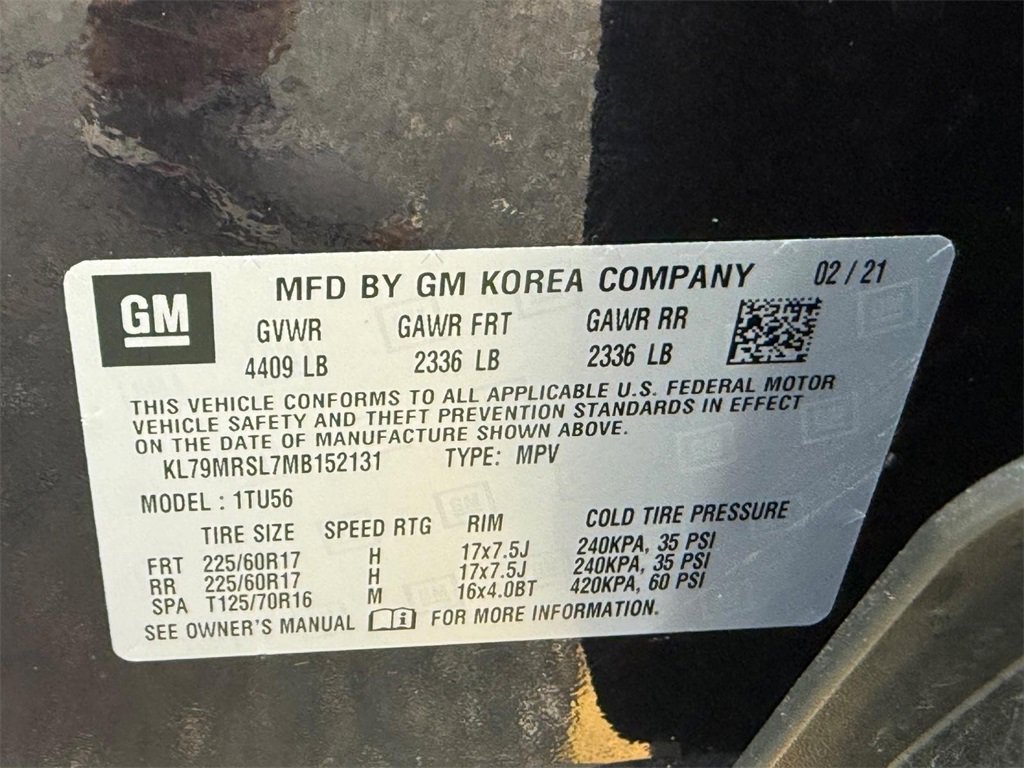 GM
MFD BY GM KOREA COMPANY 02 / 21
GVWR GAWR FRT GAWR RR
4409 LB 2336 LB 2336 LB
THIS VEHICLE CONFORMS TO ALL APPLICABLE U.S. FEDERAL MOTOR
VEHICLE SAFETY AND THEFT PREVENTION STANDARDS IN EFFECT
ON THE DATE OF MANUFACTURE SHOWN ABOVE.
KL79MRSL7MB152131 TYPE: MPV
MODEL : 1TU56
TIRE SIZE SPEED RTG RIM COLD TIRE PRESSURE
FRT 225/60R17 H 17x7.5J 240KPA, 35 PSI
RR 225/60R17 H 17x7.5J 240KPA, 35 PSI
SPA T125/70R16 M 16x4.0BT 420KPA, 60 PSI
SEE OWNER'S MANUAL FOR MORE INFORMATION.